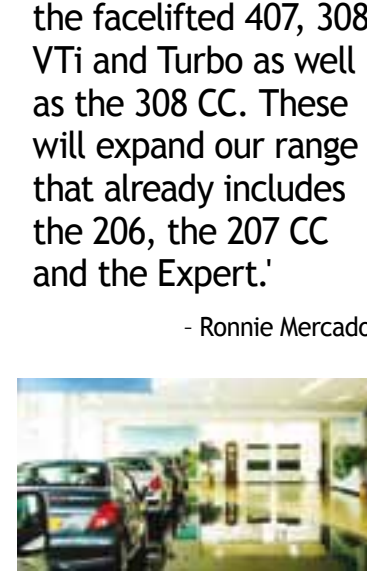 the facelifted 407, 308
VTi and Turbo as well
as the 308 CC. These
will expand our range
that already includes
the 206, the 207 CC
and the Expert.'
– Ronnie Mercado